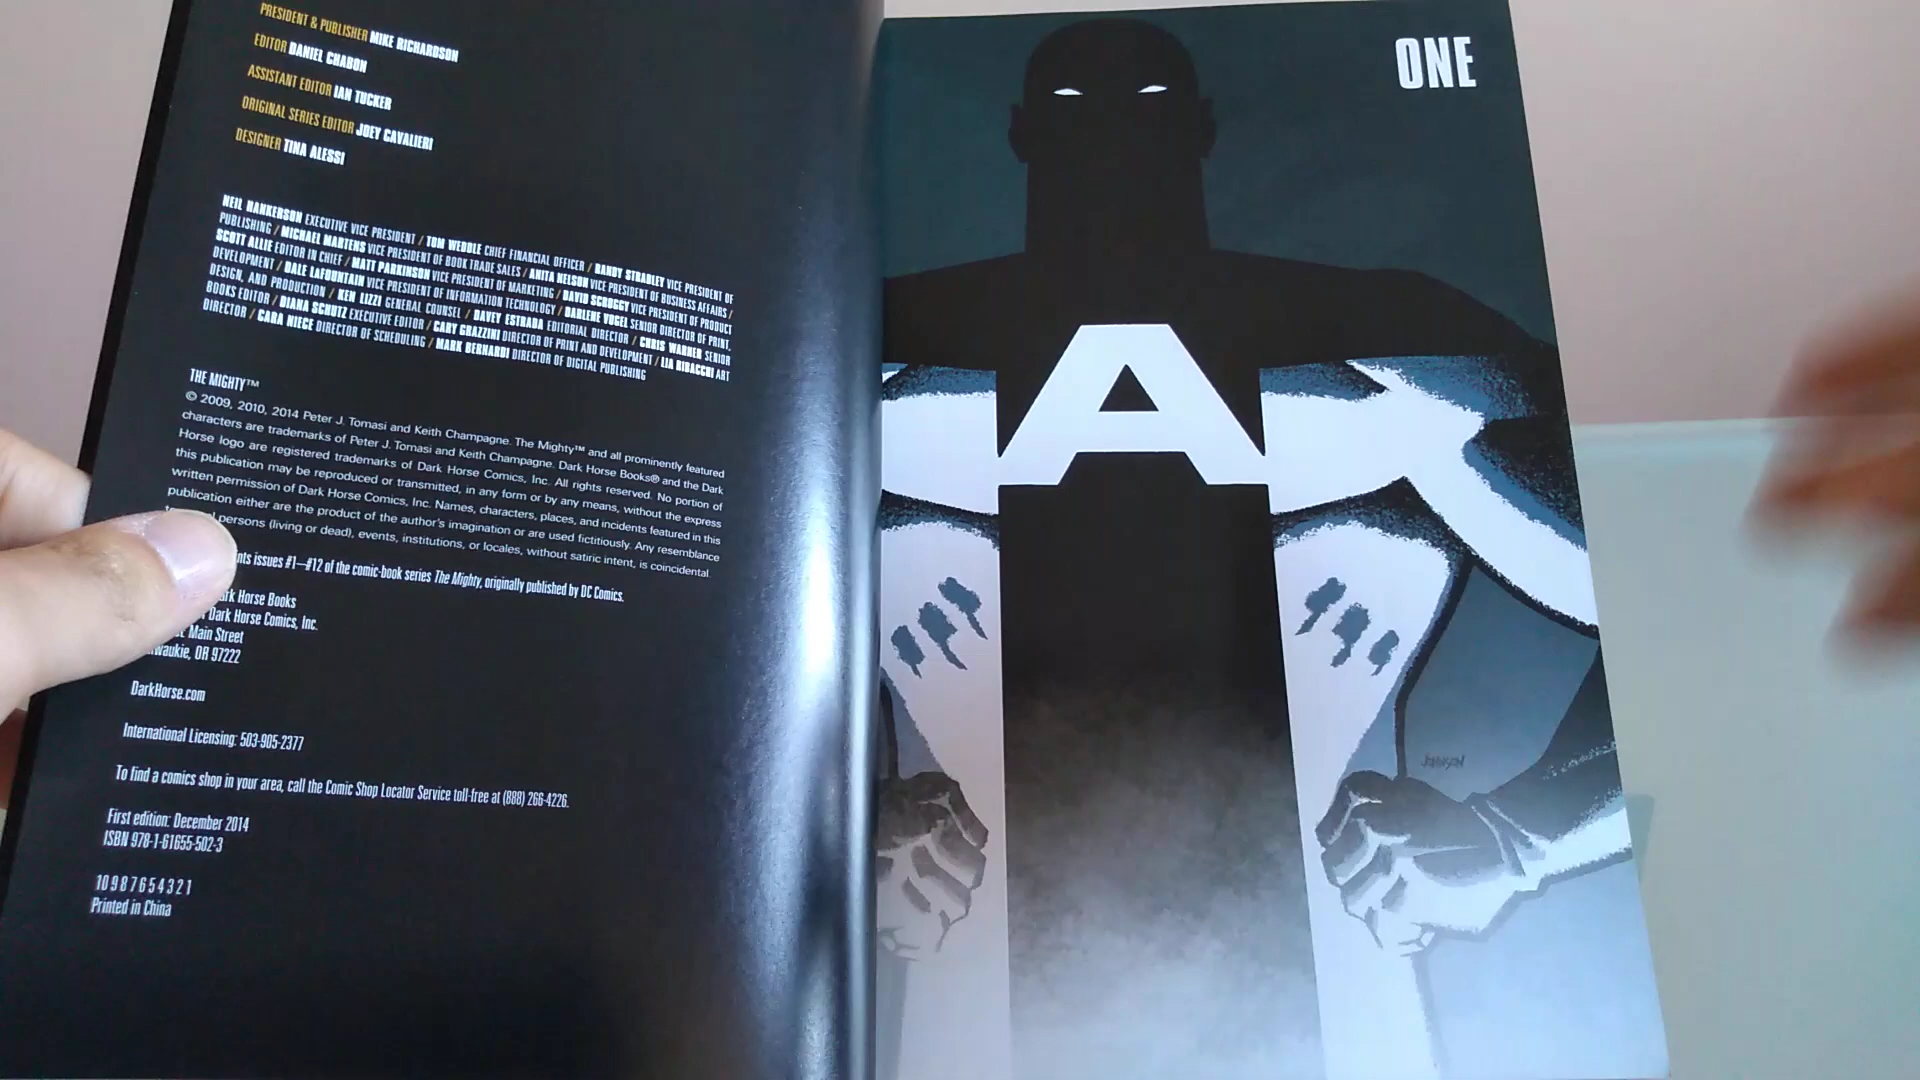 PRESIDENT & PUBLISHER MIKE RICHARDSON
EDITOR DANIEL CHABON
ASSISTANT EDITOR IAN TUCKER
ORIGINAL SERIES EDITOR JOEY CAVALIERI
DESIGNER TINA ALESSI
NEIL HANKERSON EXECUTIVE VICE PRESIDENT / TOM WEDDLE CHIEF FINANCIAL OFFICER / RANDY STRADLEY VICE PRESIDENT OF
PUBLISHING / MICHAEL MARTENS VICE PRESIDENT OF BOOK TRADE SALES / ANITA NELSON VICE PRESIDENT OF BUSINESS AFFAIRS /
SCOTT ALLIE EDITOR IN CHIEF / MATT PARKINSON VICE PRESIDENT OF MARKETING / DAVID SCROGGY VICE PRESIDENT OF PRODUCT
DEVELOPMENT / DALE LAFOUNTAIN VICE PRESIDENT OF INFORMATION TECHNOLOGY / DARLENE VOGEL SENIOR DIRECTOR OF PRINT,
DESIGN, AND PRODUCTION / KEN LIZZI GENERAL COUNSEL / DAVEY ESTRADA EDITORIAL DIRECTOR / CHRIS WARNER SENIOR
BOOKS EDITOR / DIANA SCHUTZ EXECUTIVE EDITOR / CARY GRAZZINI DIRECTOR OF PRINT AND DEVELOPMENT / LIA RIBACCHI ART
DIRECTOR / CARA NIECE DIRECTOR OF SCHEDULING / MARK BERNARDI DIRECTOR OF DIGITAL PUBLISHING
THE MIGHTY™
© 2009, 2010, 2014 Peter J. Tomasi and Keith Champagne. The Mighty™ and all prominently featured
characters are trademarks of Peter J. Tomasi and Keith Champagne. Dark Horse Books® and the Dark
Horse logo are registered trademarks of Dark Horse Comics, Inc. All rights reserved. No portion of
this publication may be reproduced or transmitted, in any form or by any means, without the express
written permission of Dark Horse Comics, Inc. Names, characters, places, and incidents featured in this
publication either are the product of the author's imagination or are used fictitiously. Any resemblance
persons (living or dead), events, institutions, or locales, without satiric intent, is coincidental.
nts issues #1—#12 of the comic-book series The Mighty, originally published by DC Comics.
rk Horse Books
Dark Horse Comics, Inc.
Main Street
waukie, OR 97222
DarkHorse.com
International Licensing: 503-905-2377
To find a comics shop in your area, call the Comic Shop Locator Service toll-free at (888) 266-4226.
First edition: December 2014
ISBN 978-1-61655-502-3
10 9 8 7 6 5 4 3 2 1
Printed in China
ONE
A
JOHNSON